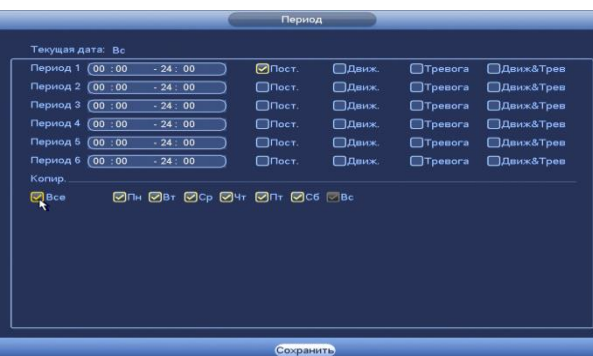 Период
Текущая дата: Вс
Период 1 00 :00 - 24 : 00 Пост. Движ. Тревога Движ&Трев
Период 2 00 :00 - 24 : 00 Пост. Движ. Тревога Движ&Трев
Период 3 00 :00 - 24 : 00 Пост. Движ. Тревога Движ&Трев
Период 4 00 :00 - 24 : 00 Пост. Движ. Тревога Движ&Трев
Период 5 00 :00 - 24 : 00 Пост. Движ. Тревога Движ&Трев
Период 6 00 :00 - 24 : 00 Пост. Движ. Тревога Движ&Трев
Копир.
Все Пн Вт Ср Чт Пт Сб Вс
Сохранить